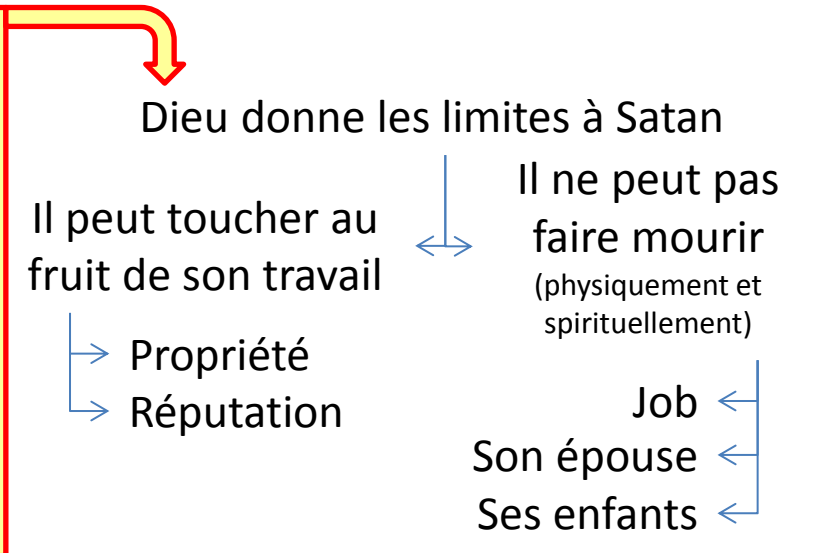 Dieu donne les limites à Satan
Il peut toucher au
fruit de son travail
Propriété
Réputation
Il ne peut pas
faire mourir
(physiquement et
spirituellement)
Job
Son épouse
Ses enfants